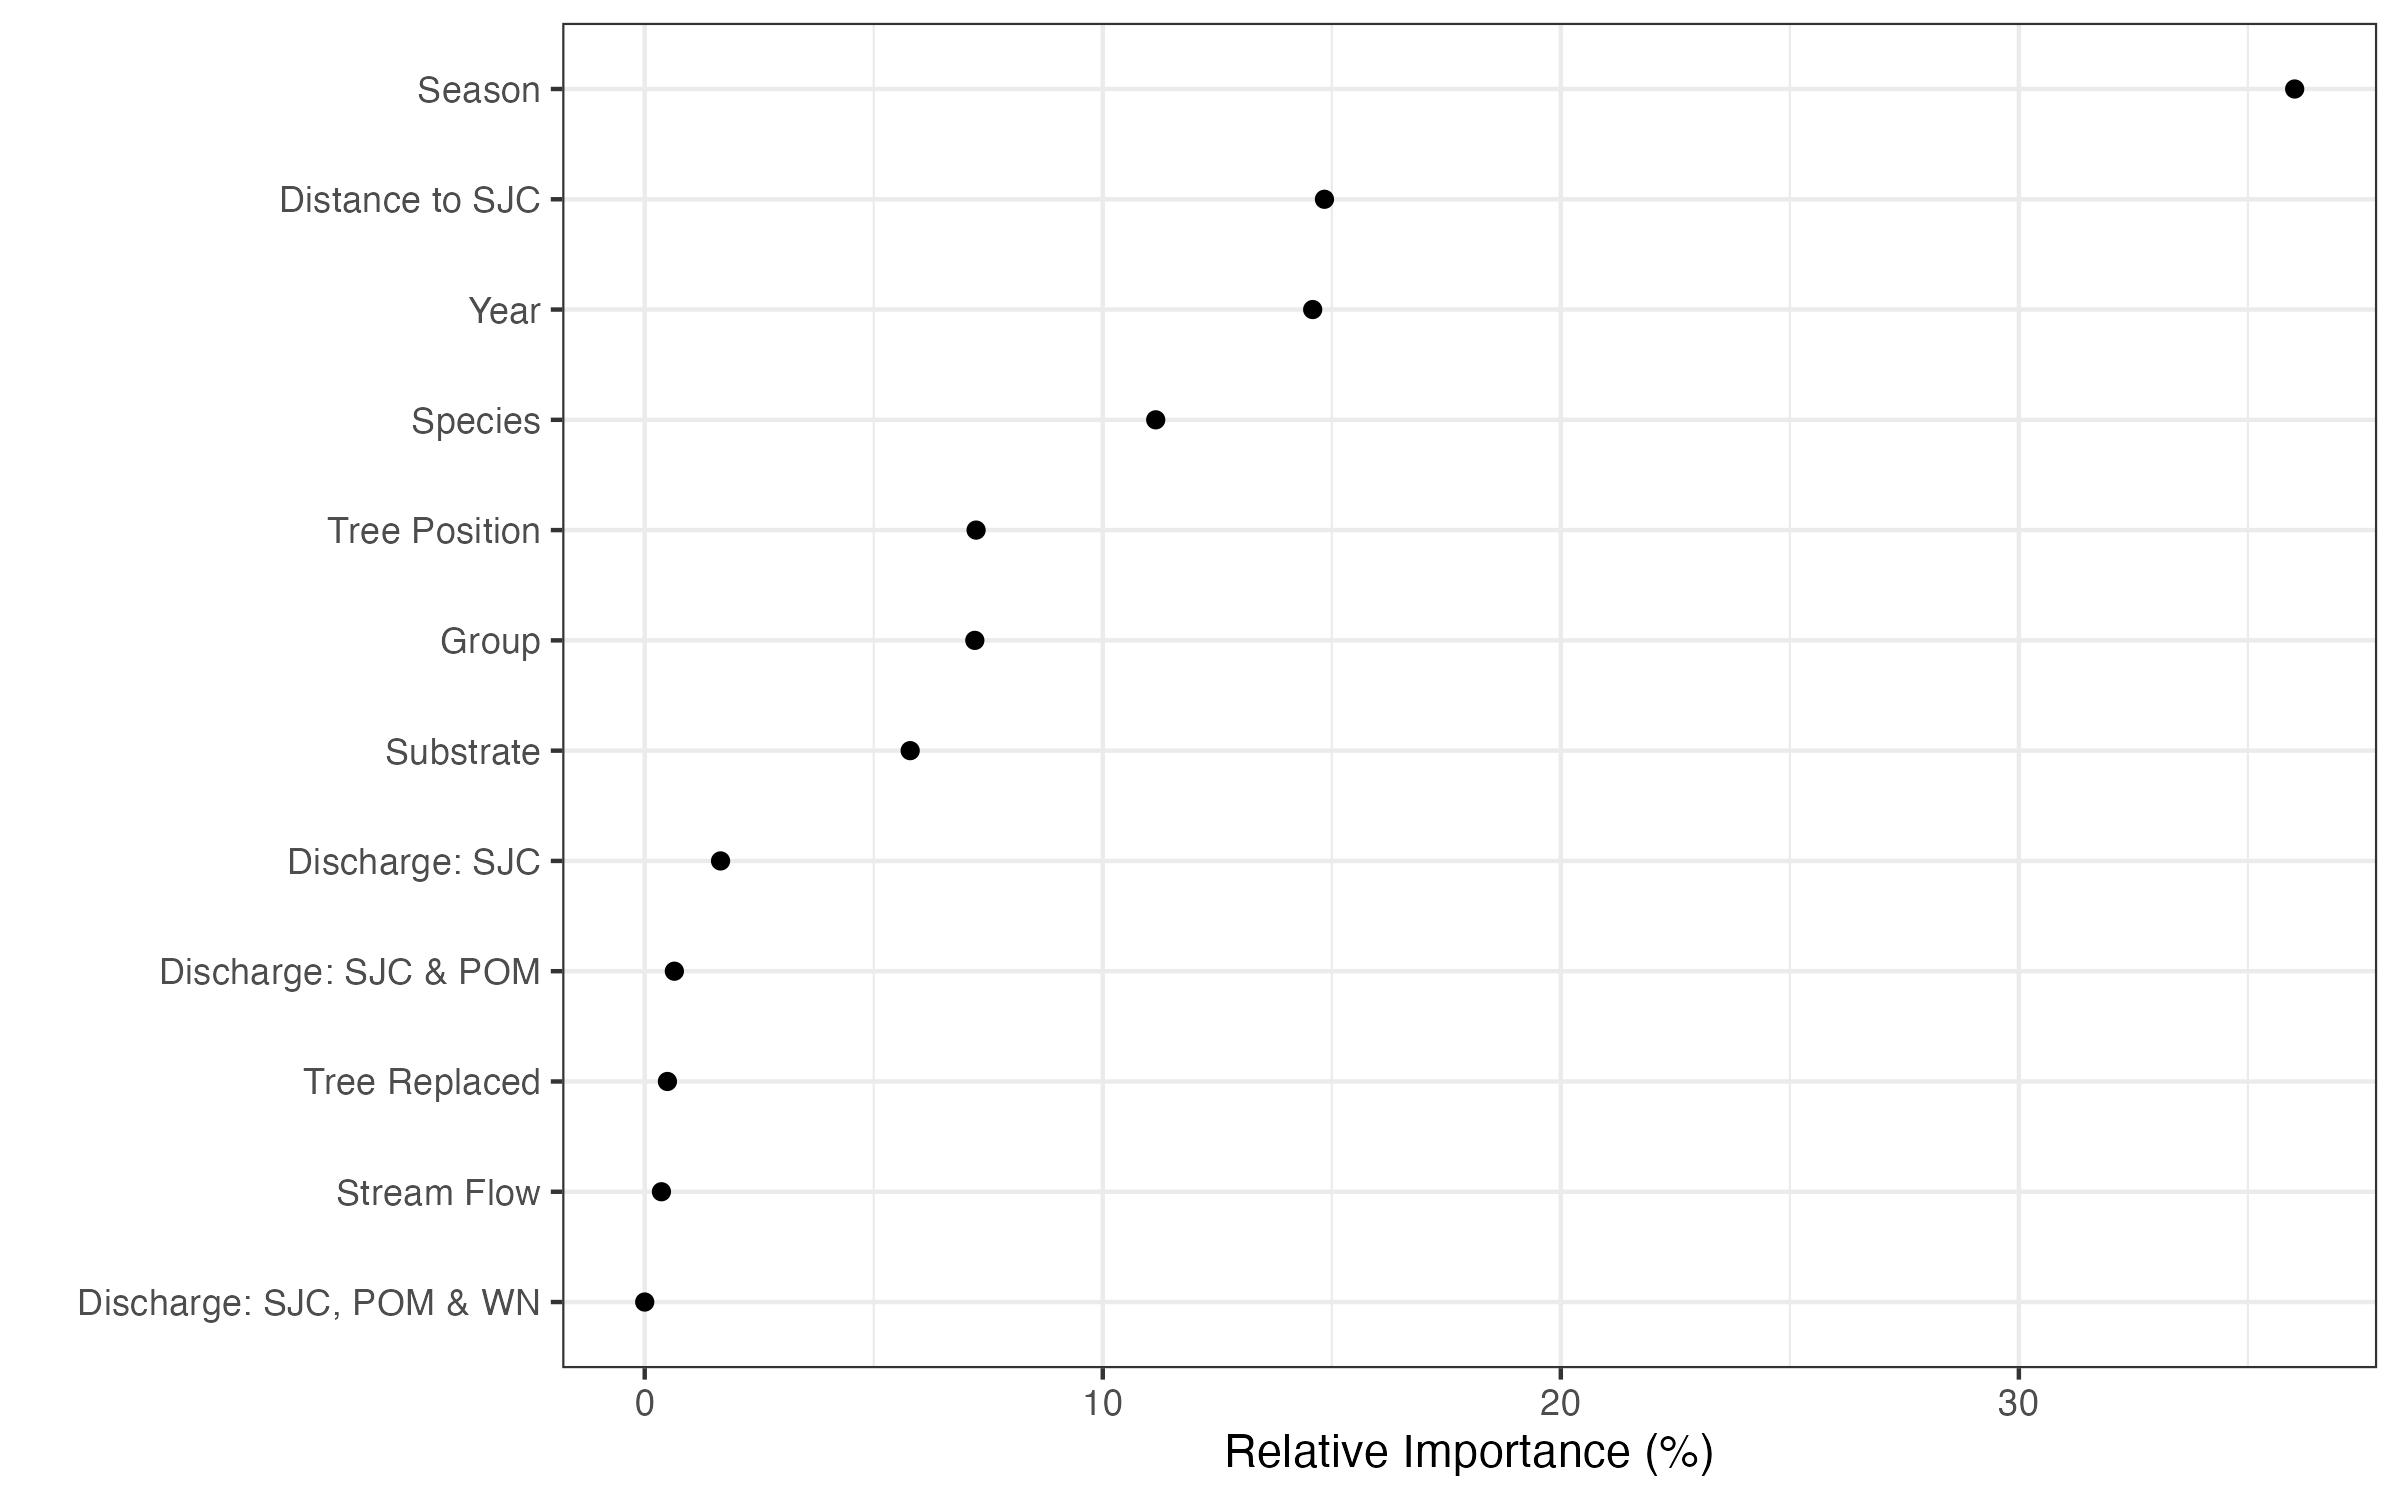 Season
Distance to SJC
Year
Species
Tree Position
Group
Substrate
Discharge: SJC
Discharge: SJC & POM
Tree Replaced
Stream Flow
Discharge: SJC, POM & WN
0 10 20 30
Relative Importance (%)